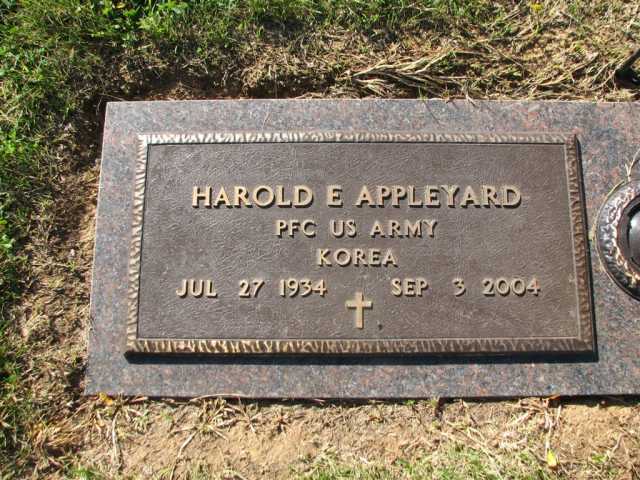 HAROLD E APPLEYARD
PFC US ARMY
KOREA
JUL 27 1934 SEP 3 2004